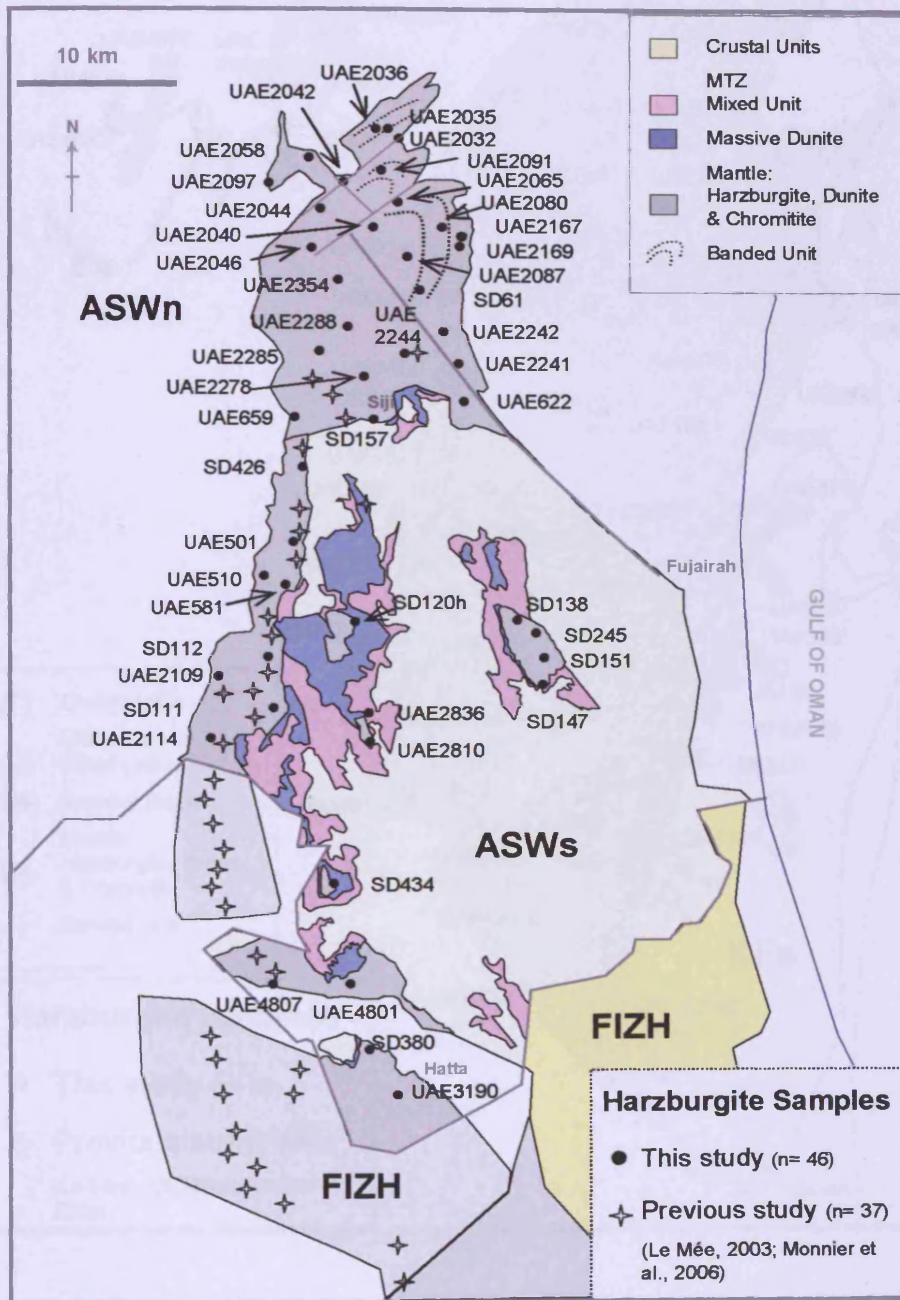 10 km
N
UAE2036
UAE2042
UAE2035
UAE2032
UAE2058
UAE2091
UAE2065
UAE2097
UAE2080
UAE2044
UAE2167
UAE2040
UAE2169
UAE2046
UAE2087
UAE2354
SD61
ASWn
UAE2288
UAE
2244
UAE2242
UAE2285
UAE2241
UAE2278
UAE622
Siji
UAE659
SD157
SD426
UAE501
Fujairah
UAE510
UAE581
SD120h
SD138
SD245
SD112
SD151
UAE2109
SD111
SD147
UAE2836
UAE2114
UAE2810
GULF OF OMAN
ASWs
SD434
UAE4807
UAE4801
FIZH
SD380
Hatta
UAE3190
FIZH
Crustal Units
MTZ
Mixed Unit
Massive Dunite
Mantle:
Harzburgite, Dunite
& Chromitite
Banded Unit
Harzburgite Samples
This study (n= 46)
Previous study (n= 37)
(Le Mée, 2003; Monnier et
al., 2006)